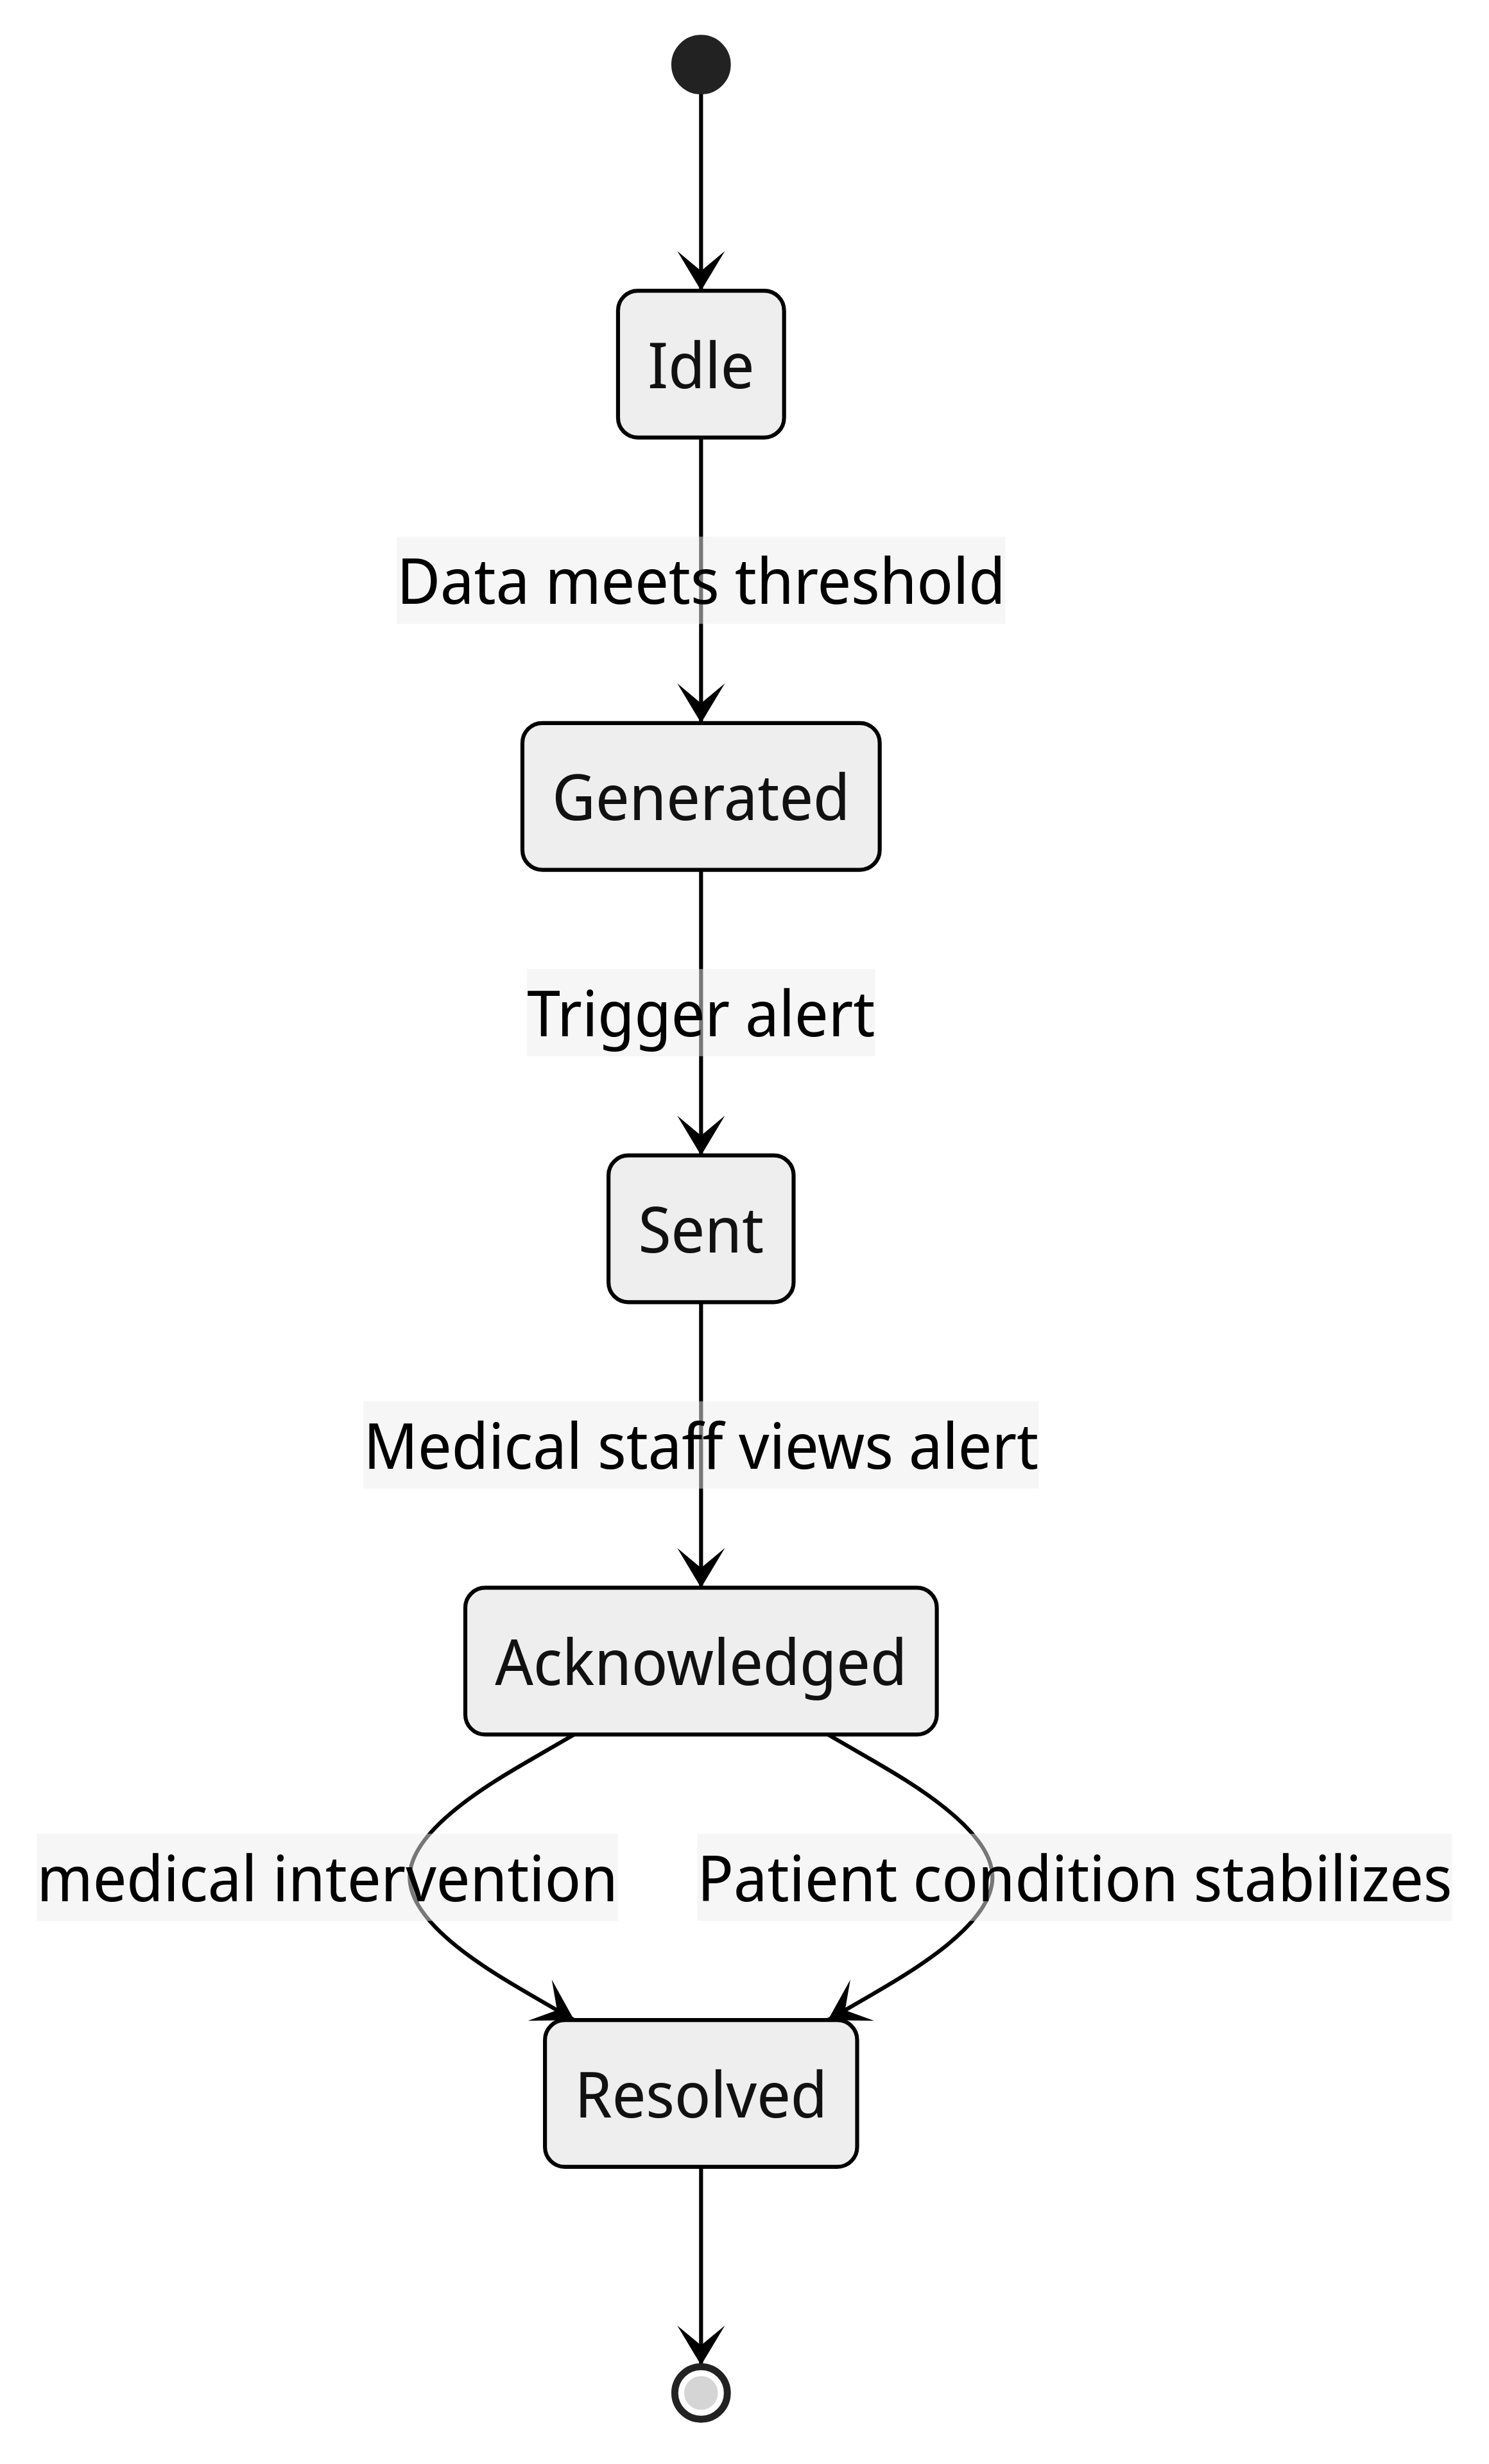 Idle
Data meets threshold
Generated
Trigger alert
Sent
Medical staff views alert
Acknowledged
medical intervention
Patient condition stabilizes
Resolved